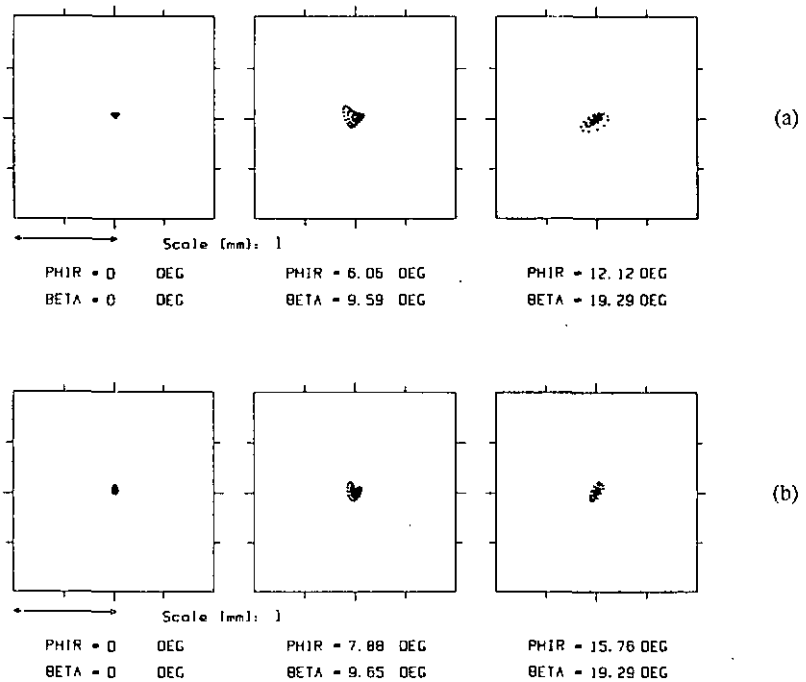 (a)
Scale [mm]: 1
PHIR = 0 DEG PHIR = 6.06 DEG PHIR = 12.12 DEG
BETA = 0 DEG BETA = 9.59 DEG BETA = 19.29 DEG
(b)
Scale [mm]: 1
PHIR = 0 DEG PHIR = 7.88 DEG PHIR = 15.76 DEG
BETA = 0 DEG BETA = 9.65 DEG BETA = 19.29 DEG